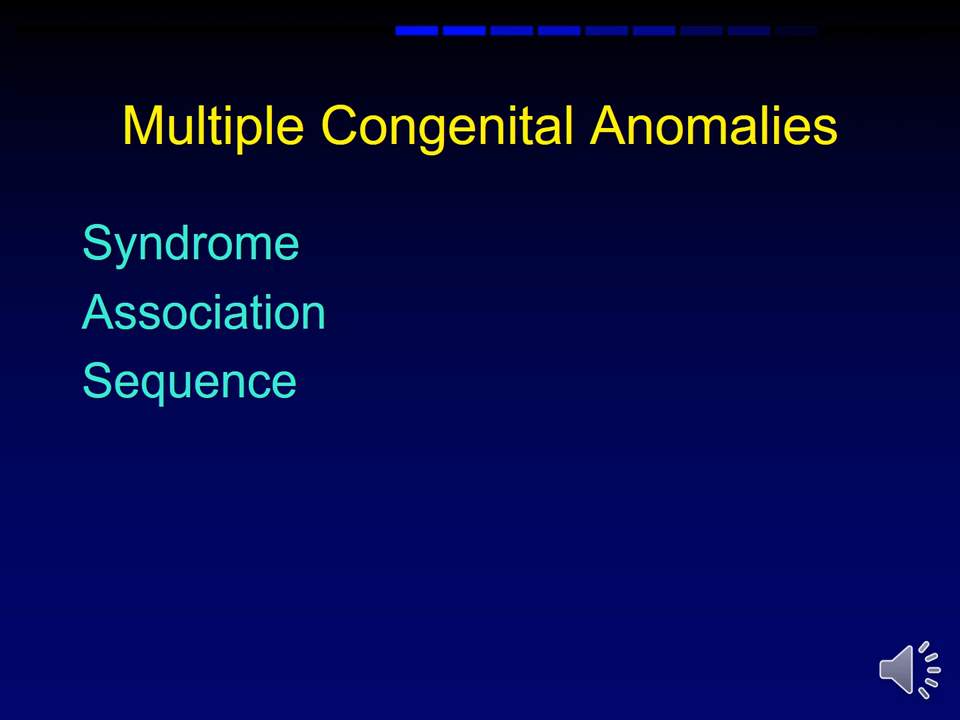 Multiple Congenital Anomalies
Syndrome
Association
Sequence